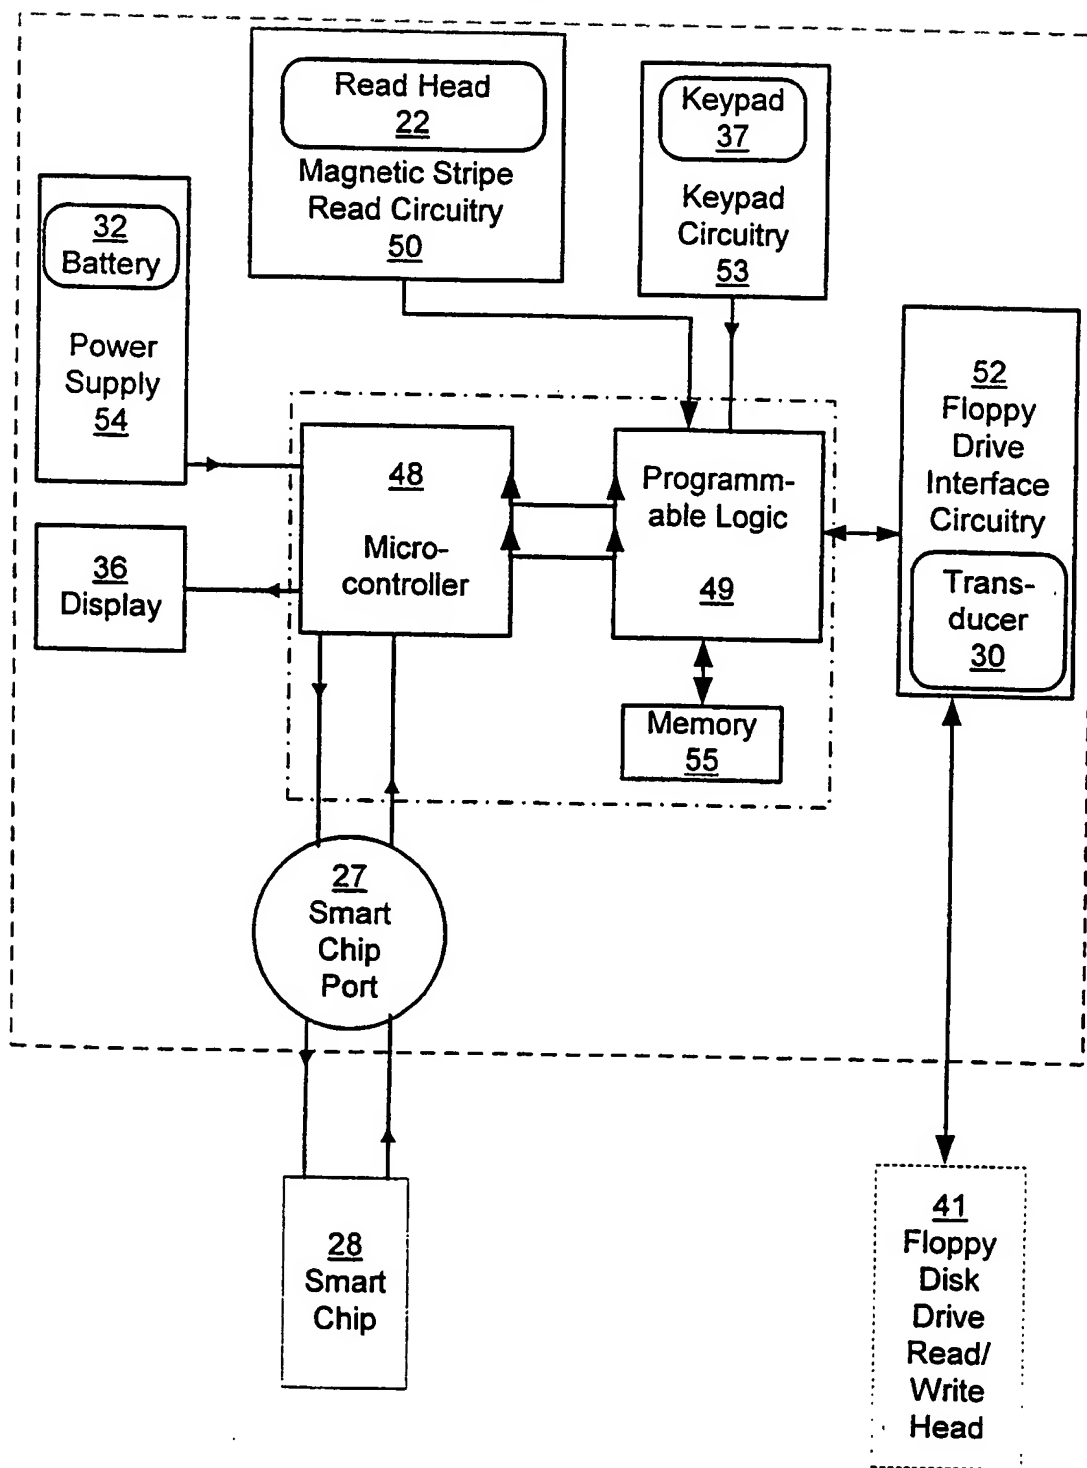 Read Head
22
Magnetic Stripe
Read Circuitry
50
Keypad
37
Keypad
Circuitry
53
32
Battery
Power
Supply
54
52
Floppy
Drive
Interface
Circuitry
Trans-
ducer
30
48
Micro-
controller
Programm-
able Logic
49
36
Display
Memory
55
27
Smart
Chip
Port
28
Smart
Chip
41
Floppy
Disk
Drive
Read/
Write
Head